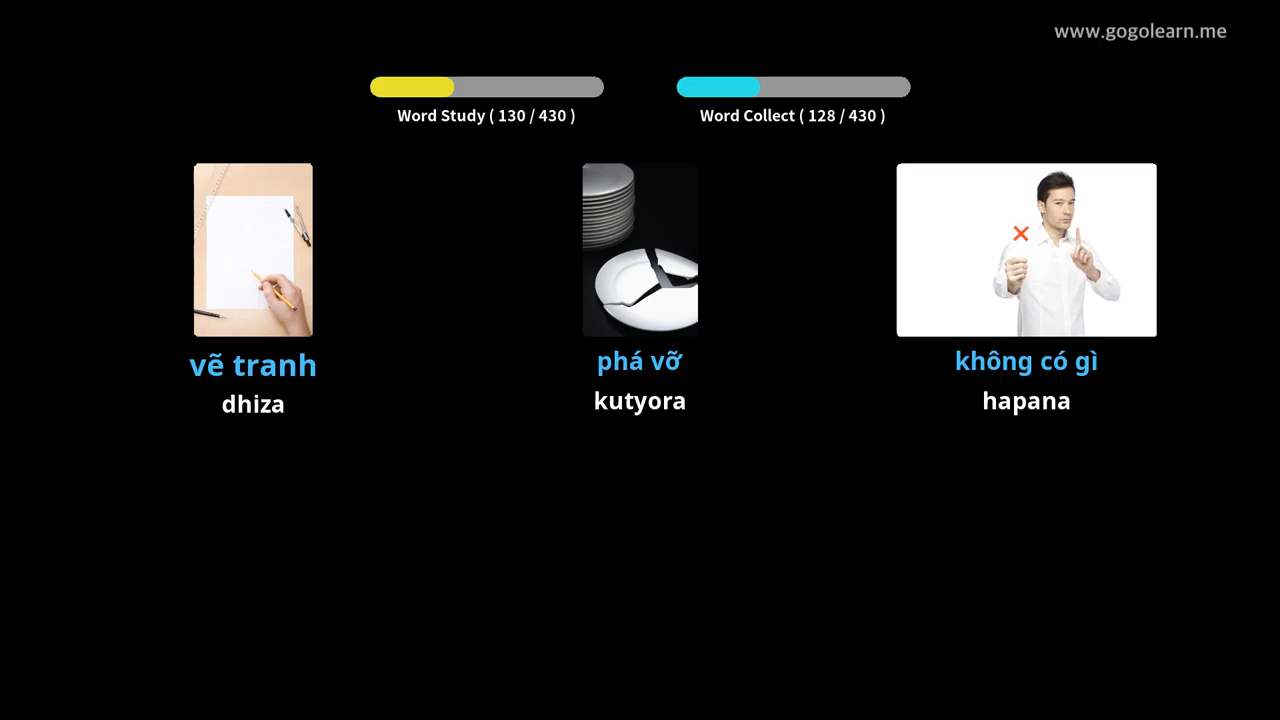 www.gogolearn.me
Word Study ( 130 / 430 )
Word Collect ( 128 / 430 )
vẽ tranh
dhiza
phá vỡ
kutyora
không có gì
hapana